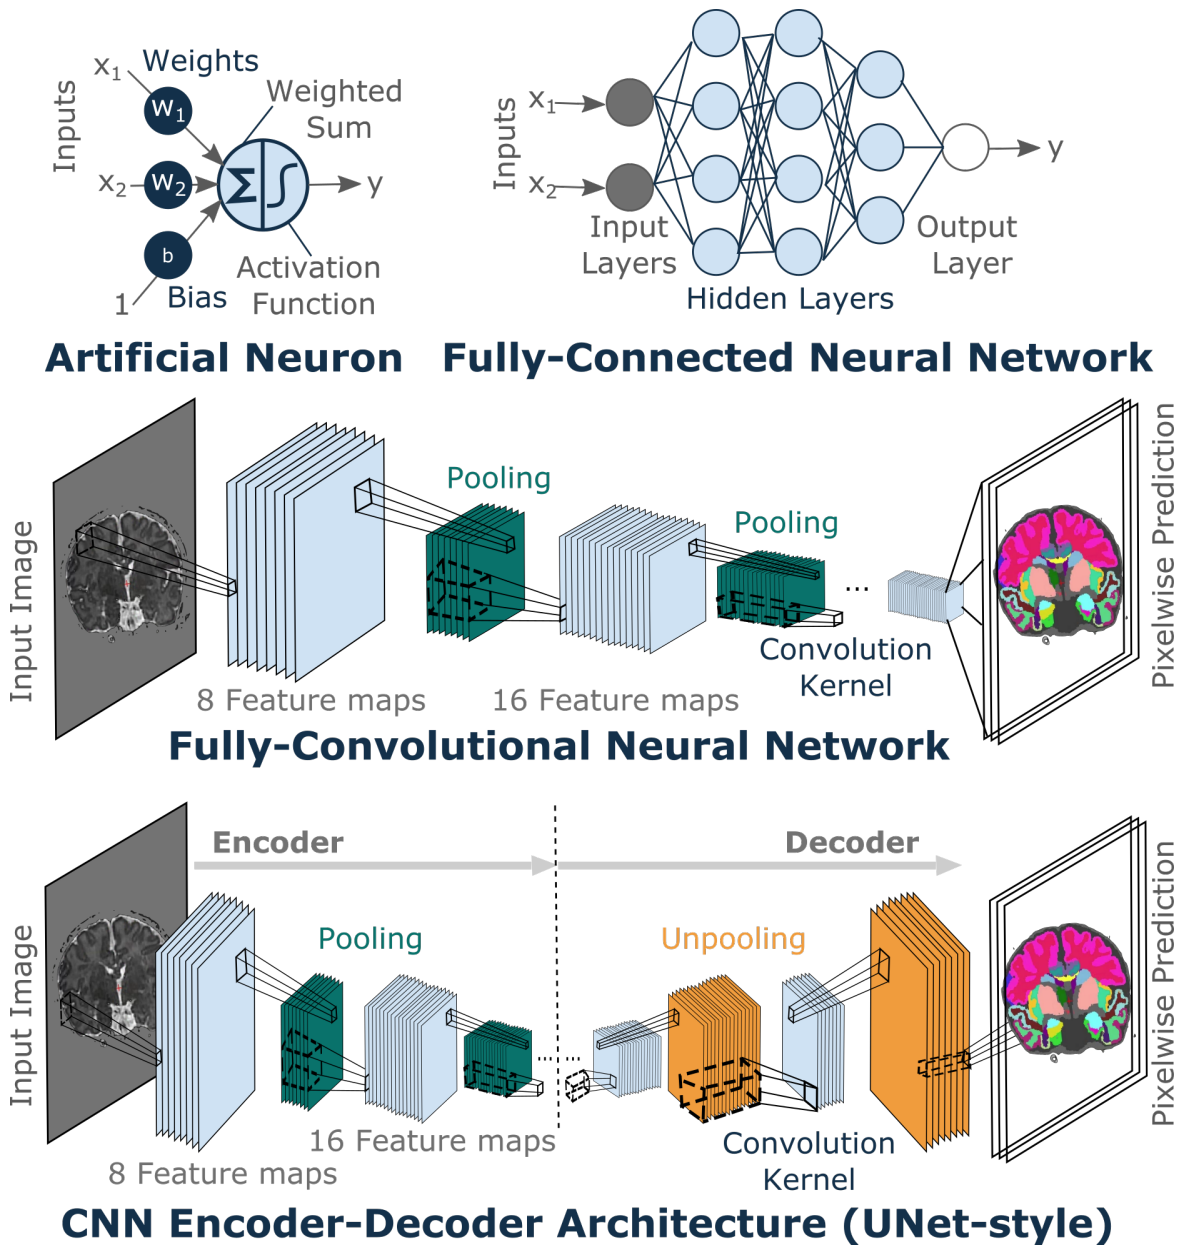 Inputs
x1
Weights
W1
Weighted
Sum
x2
W2
Σ
y
b
1
Bias
Activation
Function
Artificial Neuron
Inputs
x1
x2
y
Input
Layers
Output
Layer
Hidden Layers
Fully-Connected Neural Network
Input Image
Pooling
Pooling
...
Convolution
Kernel
8 Feature maps
16 Feature maps
Pixelwise Prediction
Fully-Convolutional Neural Network
Encoder
Decoder
Input Image
Pooling
Unpooling
......
16 Feature maps
8 Feature maps
Convolution
Kernel
Pixelwise Prediction
CNN Encoder-Decoder Architecture (UNet-style)